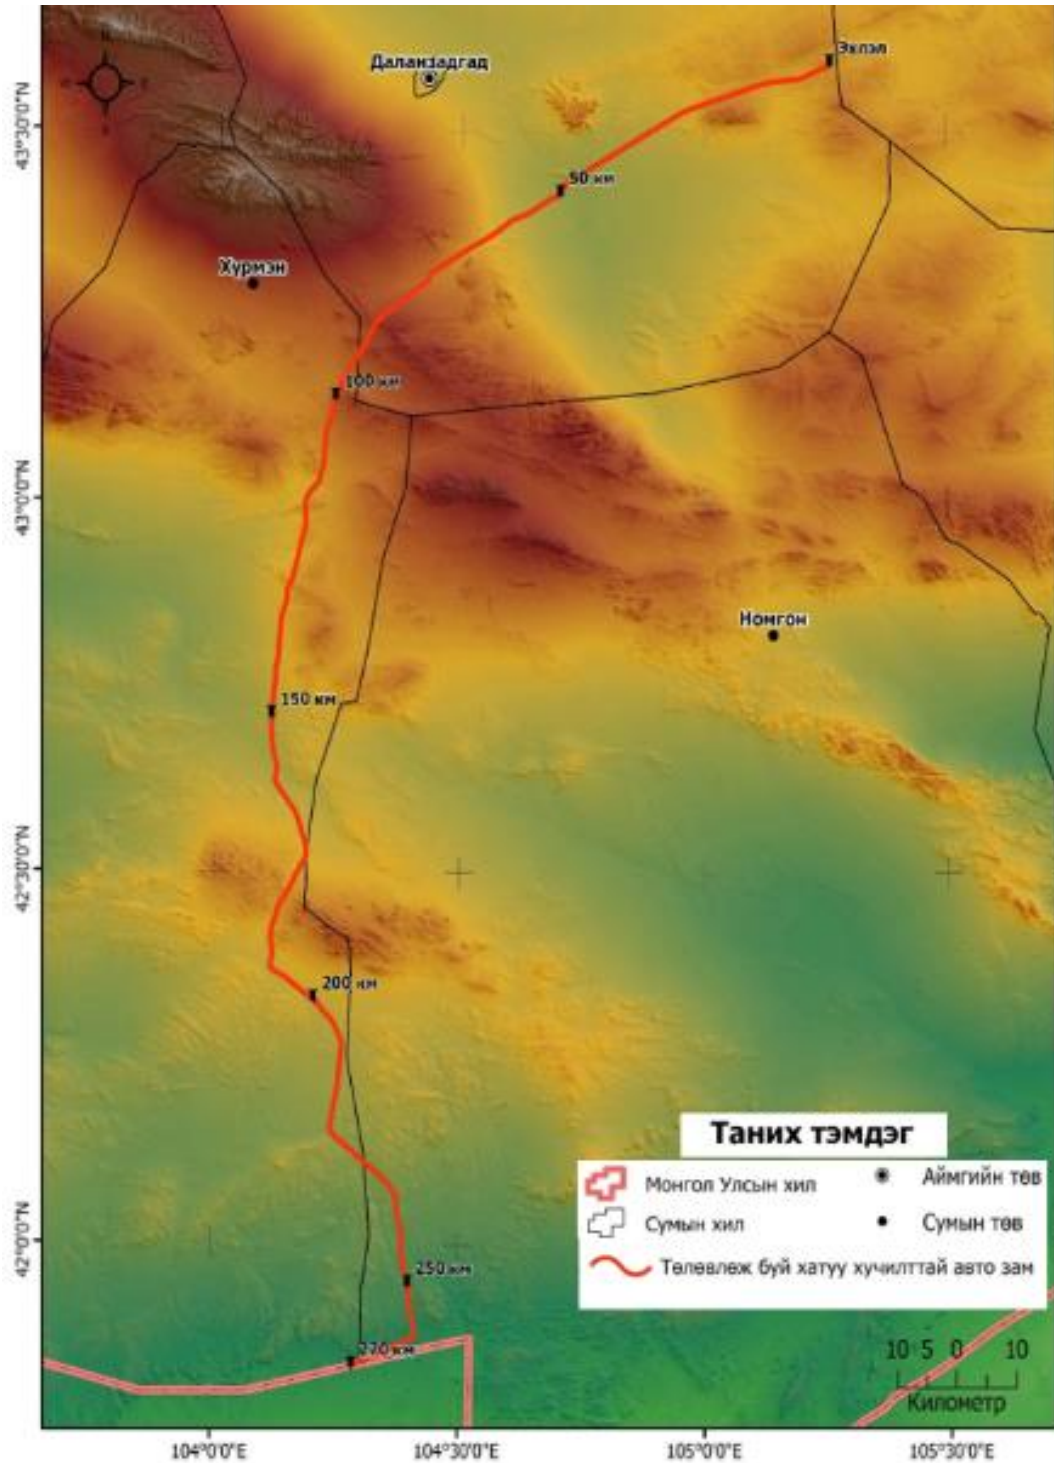 Даланзадгад
Эхлэл
43°30'0"N
50 км
Хүрмэн
100 км
43°0'0"N
Номгон
150 км
42°30'0"N
200 км
Таних тэмдэг
Монгол Улсын хил
Аймгийн төв
Сумын хил
Сумын төв
Төлөвлөж буй хатуу хучилттай авто зам
42°0'0"N
250 км
270 км
10 5 0 10
Километр
104°0'0"E 104°30'0"E 105°0'0"E 105°30'0"E